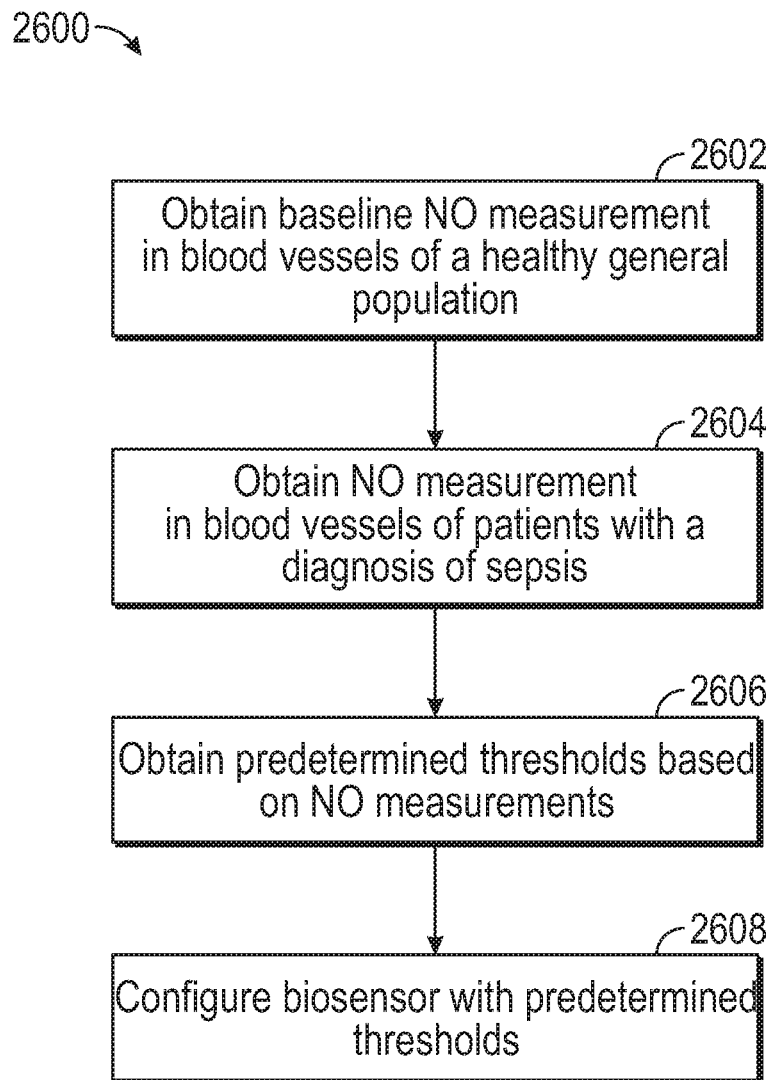 2600
2602
Obtain baseline NO measurement
in blood vessels of a healthy general
population
2604
Obtain NO measurement
in blood vessels of patients with a
diagnosis of sepsis
2606
Obtain predetermined thresholds based
on NO measurements
2608
Configure biosensor with predetermined
thresholds